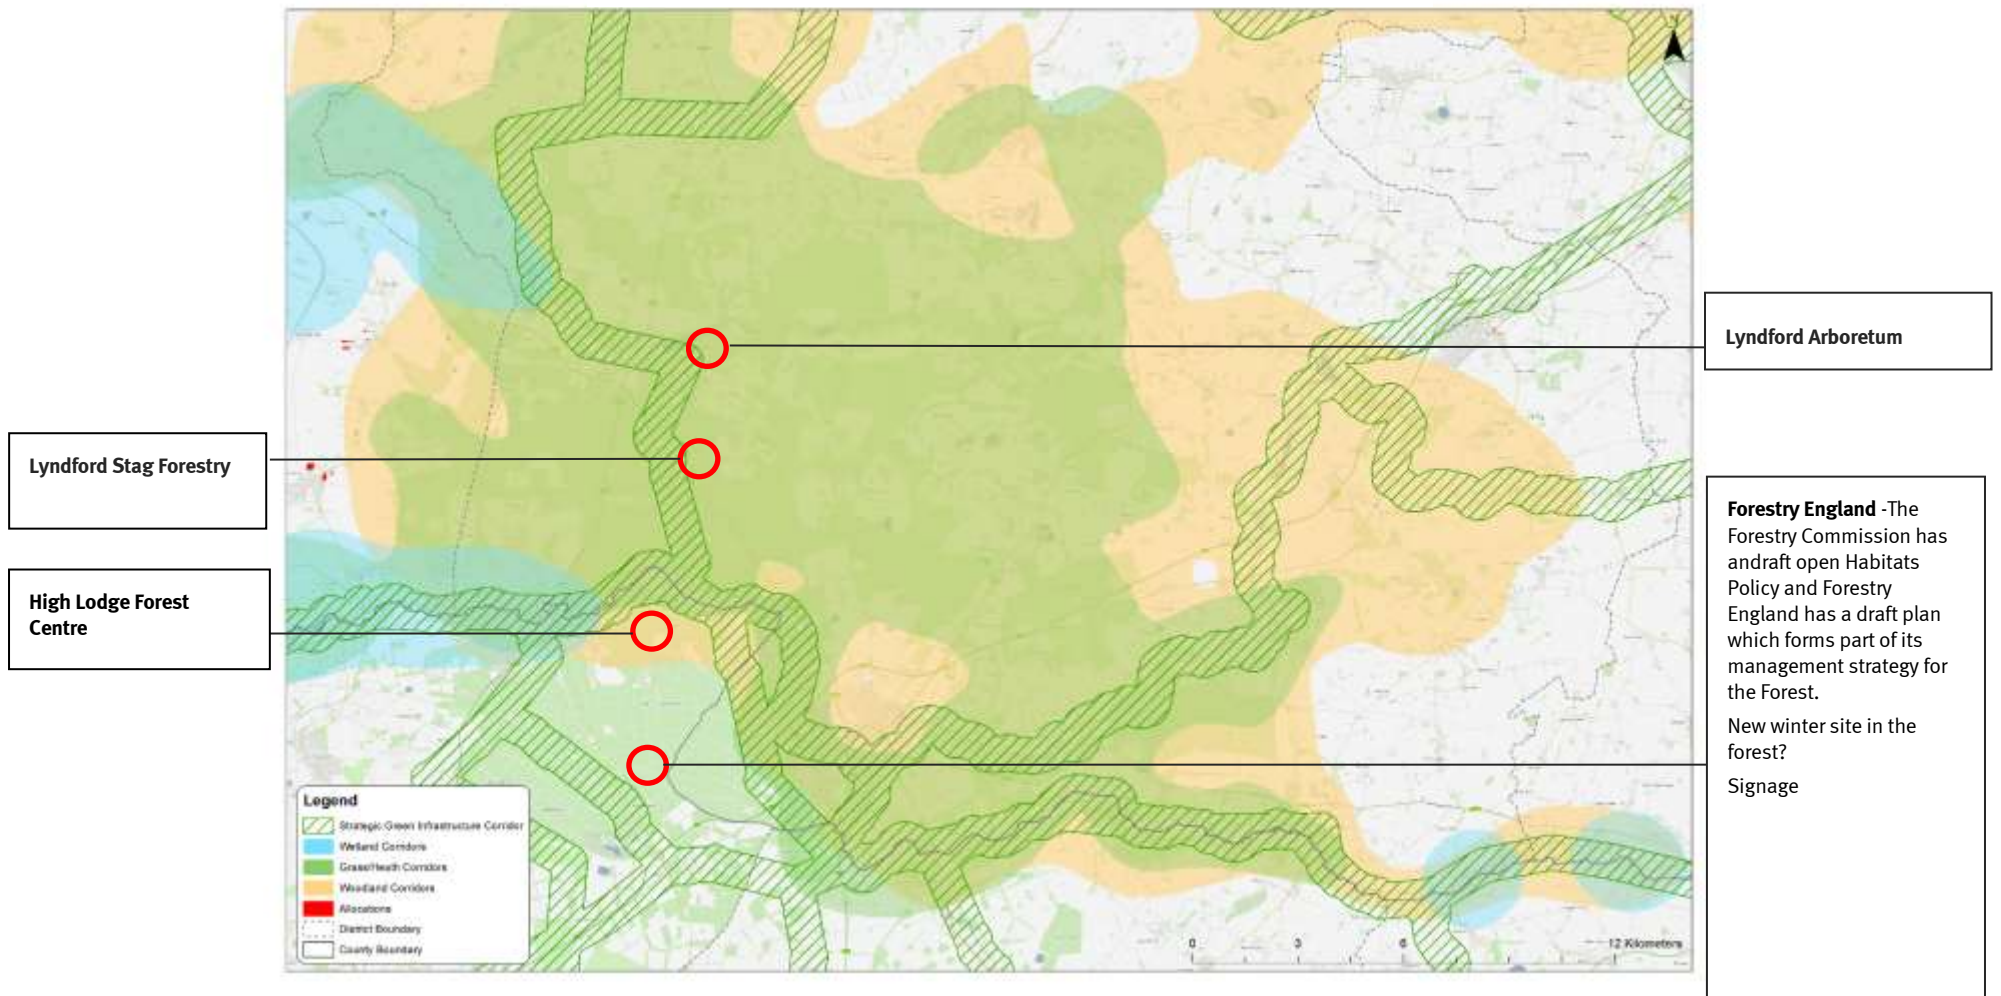 Lyndford Arboretum
Lyndford Stag Forestry
High Lodge Forest
Centre
Forestry England -The
Forestry Commission has
andraft open Habitats
Policy and Forestry
England has a draft plan
which forms part of its
management strategy for
the Forest.
New winter site in the
forest?
Signage
Legend
Strategic Green Infrastructure Corridor
Wetland Corridors
Grass/Heath Corridors
Woodland Corridors
Allocations
District Boundary
County Boundary
0 3 6 12 Kilometers